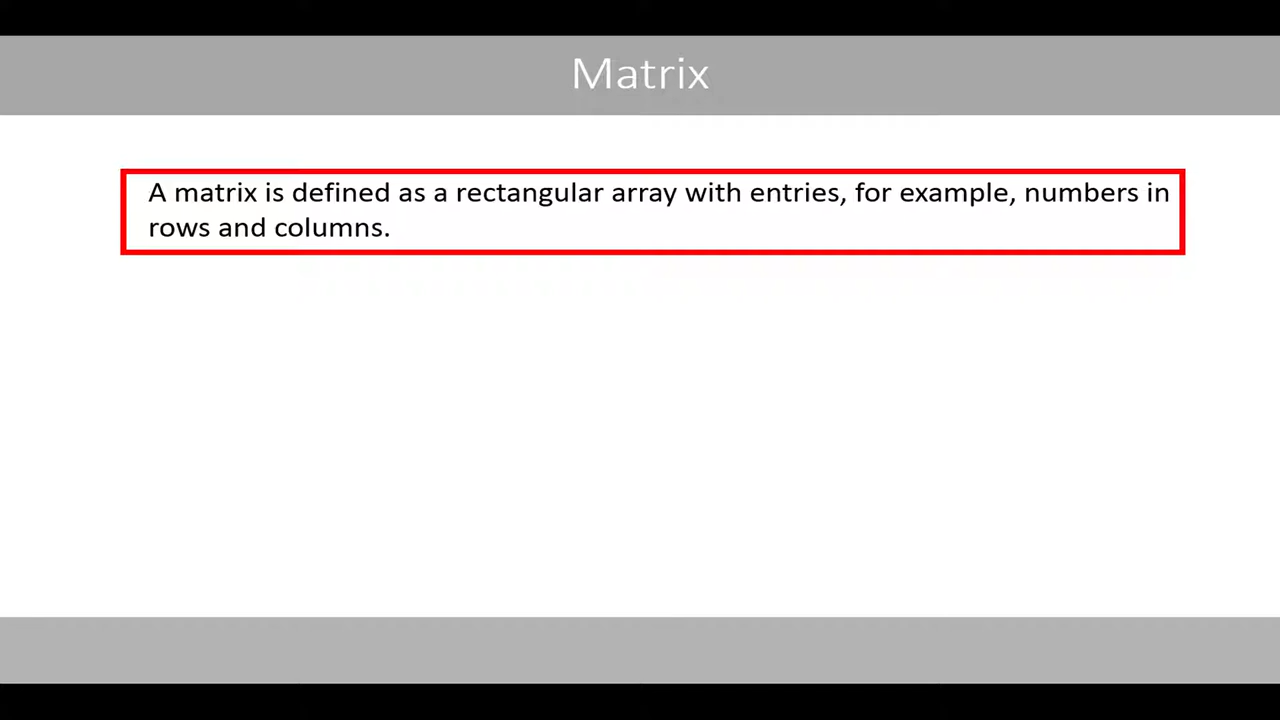 Matrix
A matrix is defined as a rectangular array with entries, for example, numbers in
rows and columns.